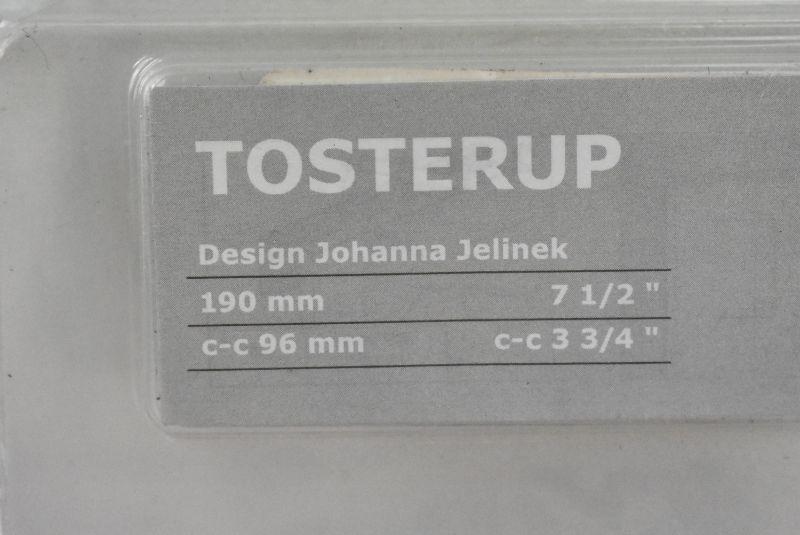 TOSTERUP
Design Johanna Jelinek
190 mm 7 1/2 "
c-c 96 mm c-c 3 3/4 "